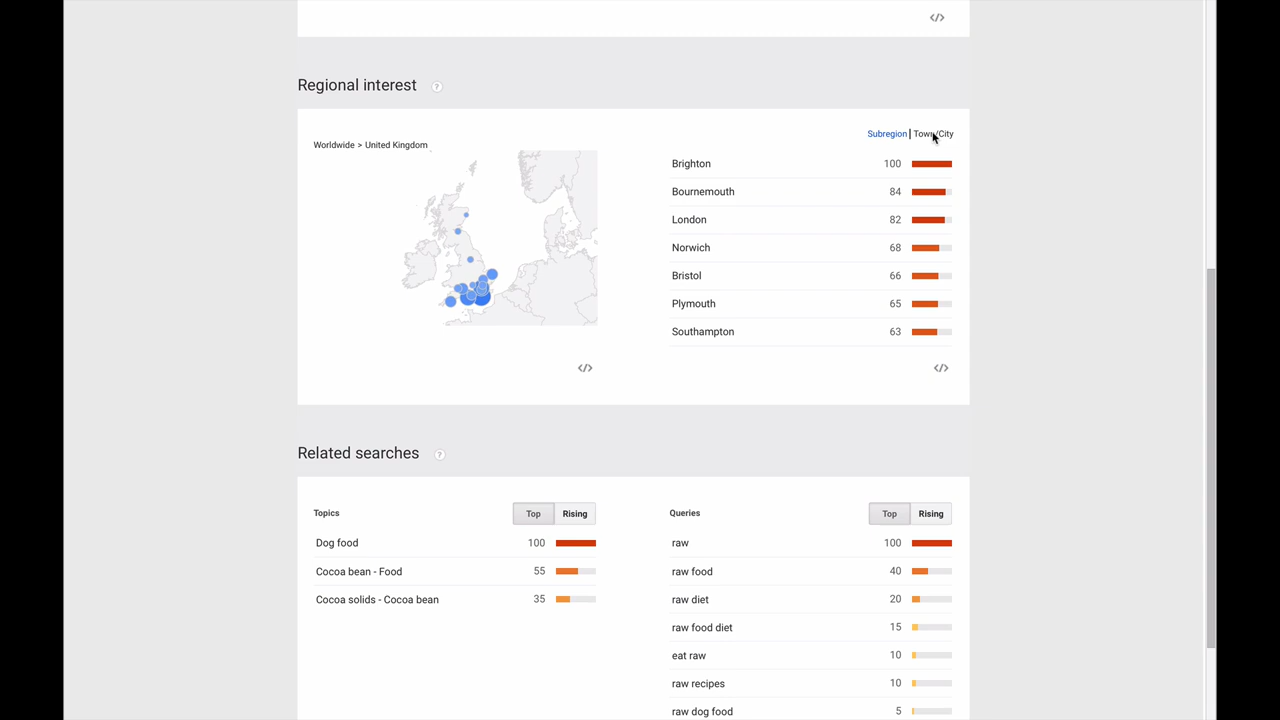 </>
Regional interest ?
Subregion | Town/City
Worldwide > United Kingdom
Brighton 100
Bournemouth 84
London 82
Norwich 68
Bristol 66
Plymouth 65
Southampton 63
</> </>
Related searches ?
Topics Top Rising
Dog food 100
Cocoa bean - Food 55
Cocoa solids - Cocoa bean 35
Queries Top Rising
raw 100
raw food 40
raw diet 20
raw food diet 15
eat raw 10
raw recipes 10
raw dog food 5